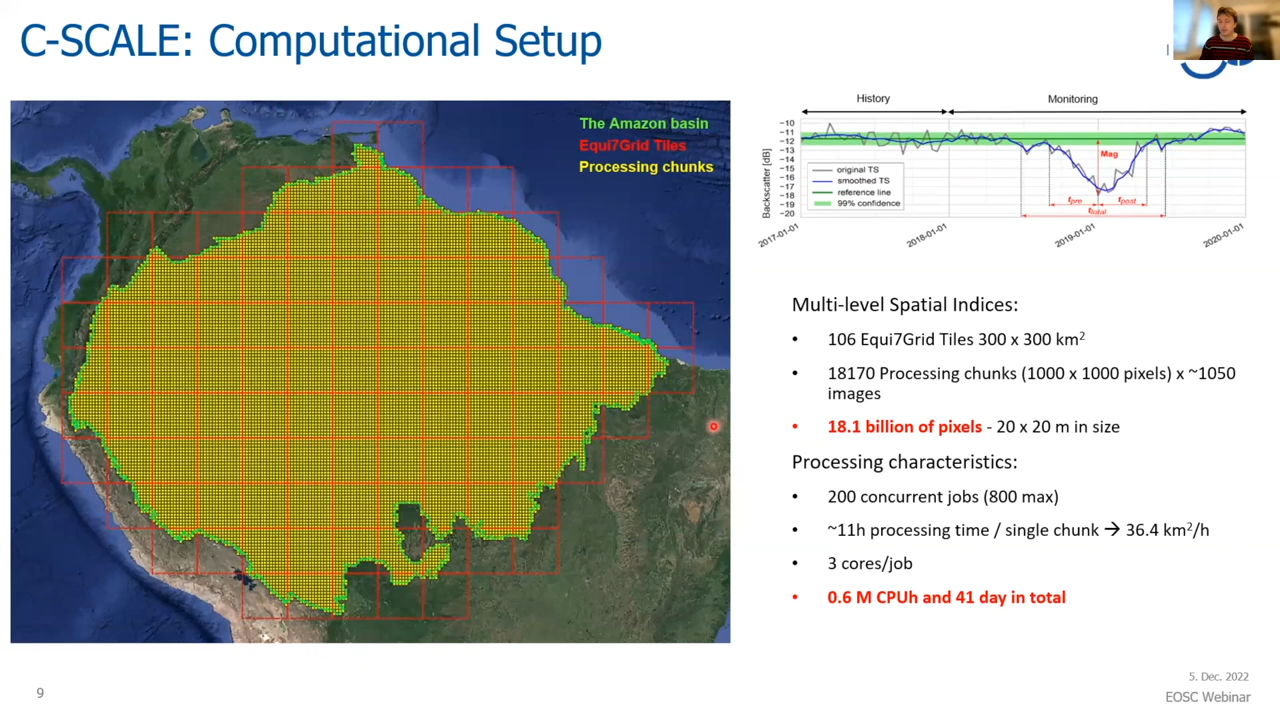 C-SCALE: Computational Setup
The Amazon basin
Equi7Grid Tiles
Processing chunks
History
Monitoring
Backscatter [dB]
-10
-11
-12
-13
-14
-15
-16
-17
-18
-19
-20
original TS
smoothed TS
reference line
99% confidence
Mag
tpre
tpost
ttotal
2017-01-01
2018-01-01
2019-01-01
2020-01-01
Multi-level Spatial Indices:
• 106 Equi7Grid Tiles 300 x 300 km²
• 18170 Processing chunks (1000 x 1000 pixels) x ~1050
images
• 18.1 billion of pixels - 20 x 20 m in size
Processing characteristics:
• 200 concurrent jobs (800 max)
• ~11h processing time / single chunk → 36.4 km²/h
• 3 cores/job
• 0.6 M CPUh and 41 day in total
9
5. Dec. 2022
EOSC Webinar